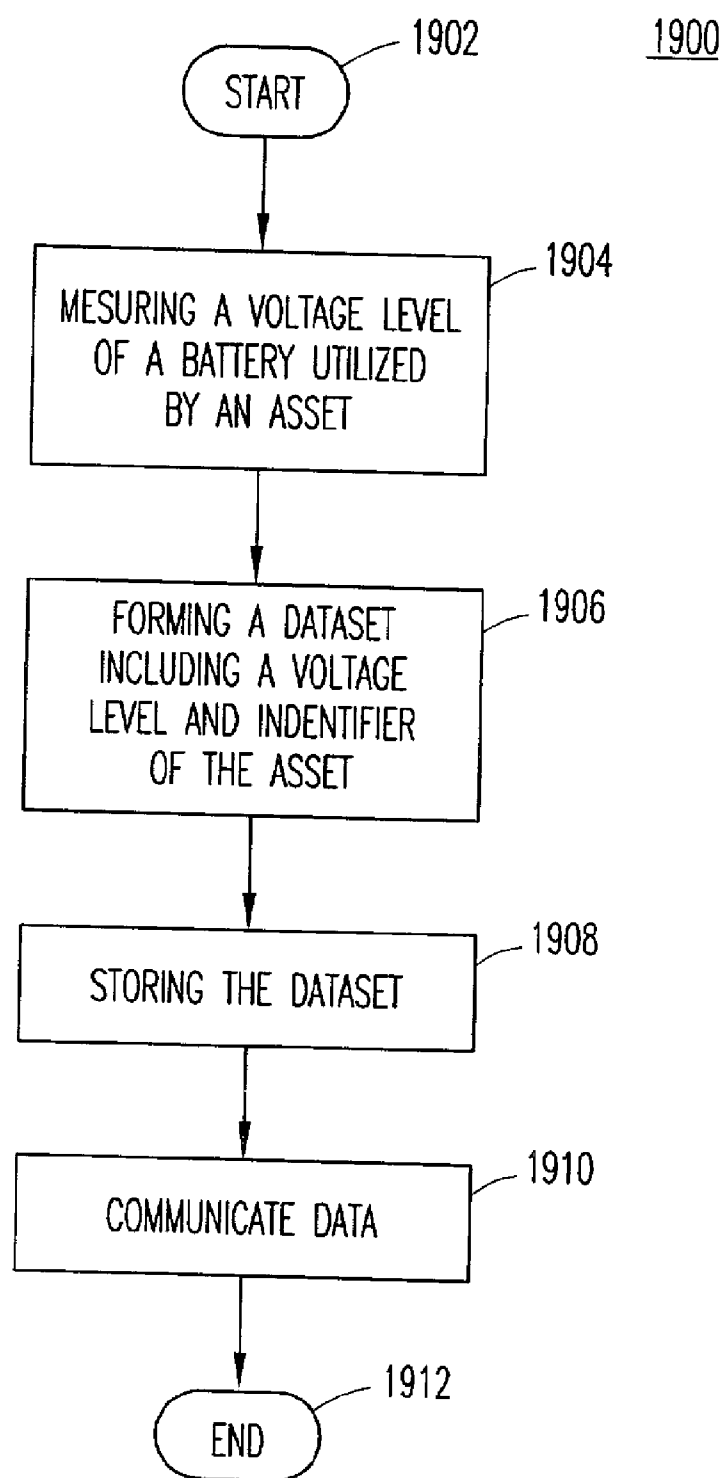 1900
1902
START
1904
MESURING A VOLTAGE LEVEL
OF A BATTERY UTILIZED
BY AN ASSET
1906
FORMING A DATASET
INCLUDING A VOLTAGE
LEVEL AND INDENTIFIER
OF THE ASSET
1908
STORING THE DATASET
1910
COMMUNICATE DATA
1912
END